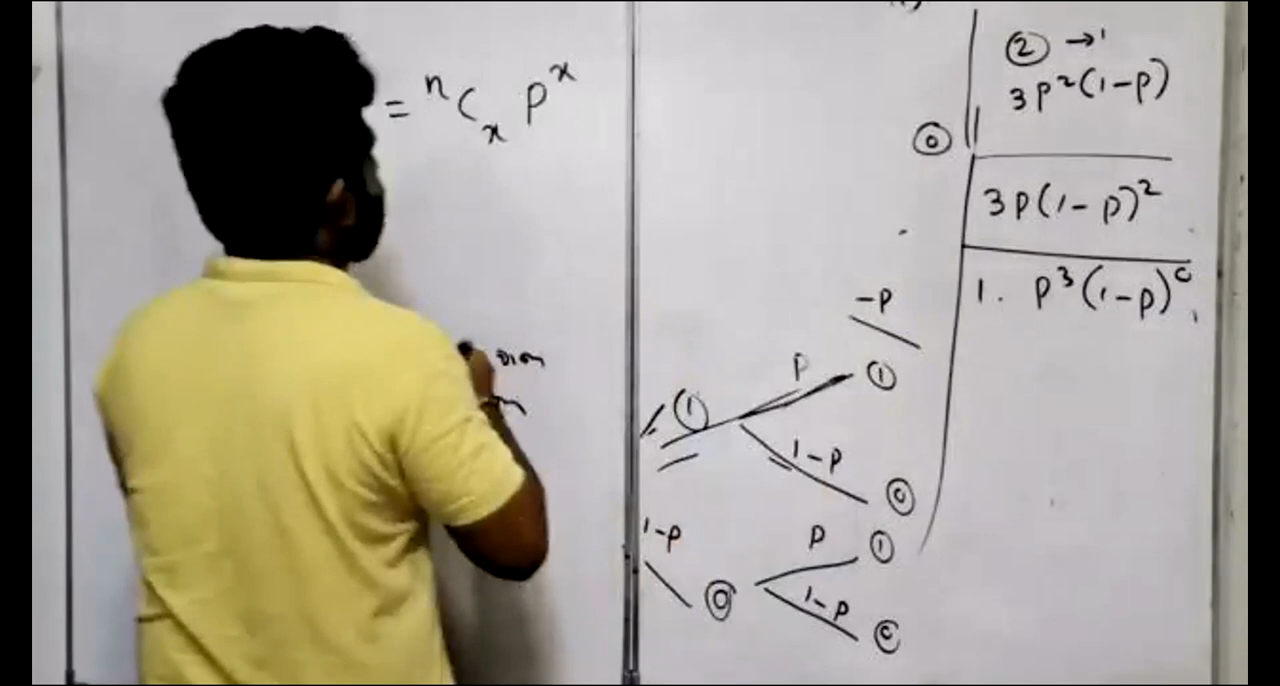 = ⁿCₓ pˣ
② → 1
3p²(1-p)
⓪
3p(1-p)²
1. p³(1-p)⁰
-p
p
①
①
1-p
⓪
1-p
p
①
⓪
1-p
⓪